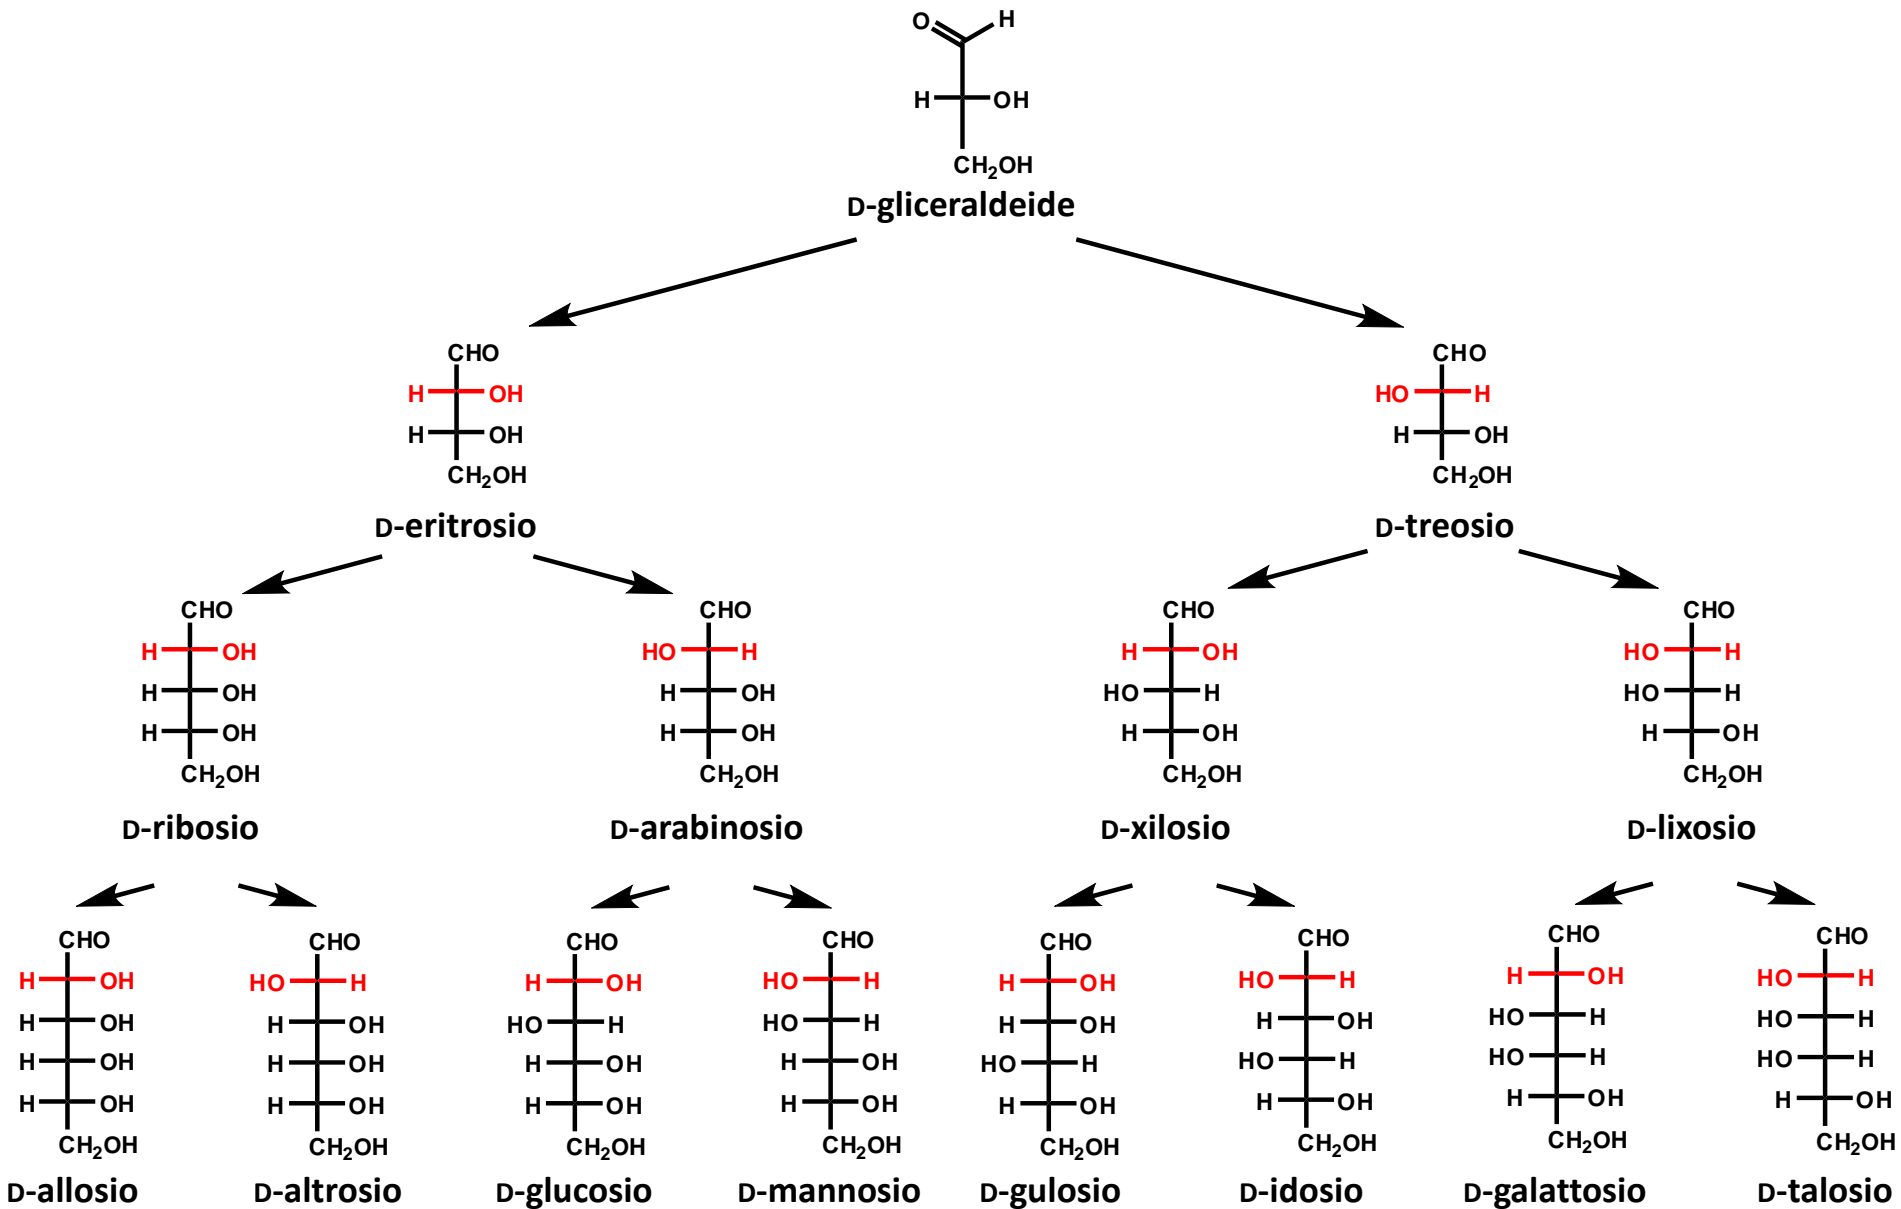 O H
H OH
CH2OH
D-gliceraldeide
CHO CHO
H OH HO H
H OH H OH
CH2OH CH2OH
D-eritrosio D-treosio
CHO CHO CHO CHO
H OH HO H H OH HO H
H OH H OH HO H HO H
H OH H OH H OH H OH
CH2OH CH2OH CH2OH CH2OH
D-ribosio D-arabinosio D-xilosio D-lixosio
CHO CHO CHO CHO CHO CHO CHO CHO
H OH HO H H OH HO H H OH HO H H OH HO H
H OH H OH HO H HO H H OH H OH HO H HO H
H OH H OH H OH H OH HO H HO H HO H HO H
H OH H OH H OH H OH H OH H OH H OH H OH
CH2OH CH2OH CH2OH CH2OH CH2OH CH2OH CH2OH CH2OH
D-allosio D-altrosio D-glucosio D-mannosio D-gulosio D-idosio D-galattosio D-talosio